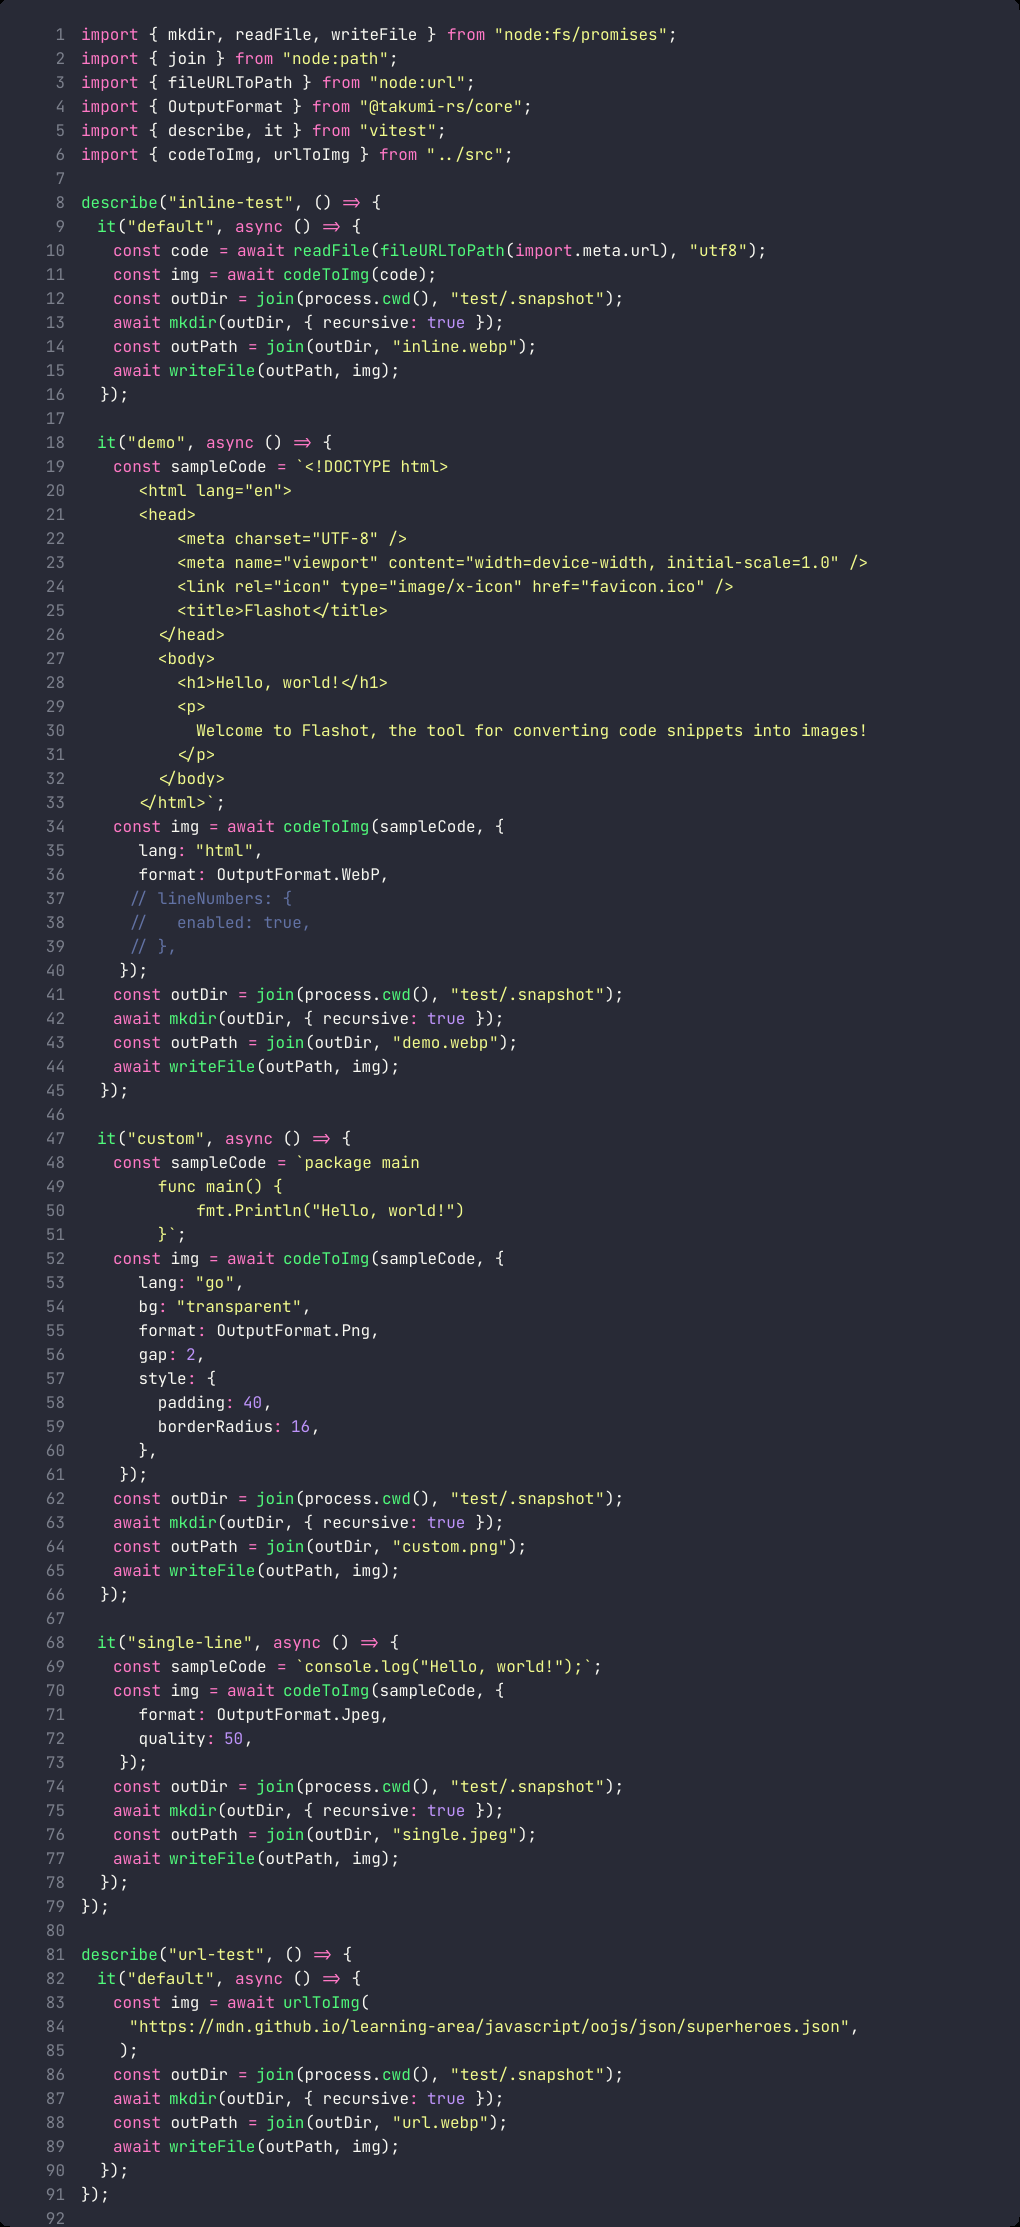 1 import { mkdir, readFile, writeFile } from "node:fs/promises";
2 import { join } from "node:path";
3 import { fileURLToPath } from "node:url";
4 import { OutputFormat } from "@takumi-rs/core";
5 import { describe, it } from "vitest";
6 import { codeToImg, urlToImg } from "../src";
7
8 describe("inline-test", () => {
9   it("default", async () => {
10     const code = await readFile(fileURLToPath(import.meta.url), "utf8");
11     const img = await codeToImg(code);
12     const outDir = join(process.cwd(), "test/.snapshot");
13     await mkdir(outDir, { recursive: true });
14     const outPath = join(outDir, "inline.webp");
15     await writeFile(outPath, img);
16   });
17
18   it("demo", async () => {
19     const sampleCode = `<!DOCTYPE html>
20       <html lang="en">
21       <head>
22           <meta charset="UTF-8" />
23           <meta name="viewport" content="width=device-width, initial-scale=1.0" />
24           <link rel="icon" type="image/x-icon" href="favicon.ico" />
25           <title>Flashot</title>
26         </head>
27         <body>
28           <h1>Hello, world!</h1>
29           <p>
30             Welcome to Flashot, the tool for converting code snippets into images!
31           </p>
32         </body>
33       </html>`;
34     const img = await codeToImg(sampleCode, {
35       lang: "html",
36       format: OutputFormat.WebP,
37       // lineNumbers: {
38       //   enabled: true,
39       // },
40     });
41     const outDir = join(process.cwd(), "test/.snapshot");
42     await mkdir(outDir, { recursive: true });
43     const outPath = join(outDir, "demo.webp");
44     await writeFile(outPath, img);
45   });
46
47   it("custom", async () => {
48     const sampleCode = `package main
49         func main() {
50             fmt.Println("Hello, world!")
51         }`;
52     const img = await codeToImg(sampleCode, {
53       lang: "go",
54       bg: "transparent",
55       format: OutputFormat.Png,
56       gap: 2,
57       style: {
58         padding: 40,
59         borderRadius: 16,
60       },
61     });
62     const outDir = join(process.cwd(), "test/.snapshot");
63     await mkdir(outDir, { recursive: true });
64     const outPath = join(outDir, "custom.png");
65     await writeFile(outPath, img);
66   });
67
68   it("single-line", async () => {
69     const sampleCode = `console.log("Hello, world!");`;
70     const img = await codeToImg(sampleCode, {
71       format: OutputFormat.Jpeg,
72       quality: 50,
73     });
74     const outDir = join(process.cwd(), "test/.snapshot");
75     await mkdir(outDir, { recursive: true });
76     const outPath = join(outDir, "single.jpeg");
77     await writeFile(outPath, img);
78   });
79 });
80
81 describe("url-test", () => {
82   it("default", async () => {
83     const img = await urlToImg(
84       "https://mdn.github.io/learning-area/javascript/oojs/json/superheroes.json",
85     );
86     const outDir = join(process.cwd(), "test/.snapshot");
87     await mkdir(outDir, { recursive: true });
88     const outPath = join(outDir, "url.webp");
89     await writeFile(outPath, img);
90   });
91 });
92